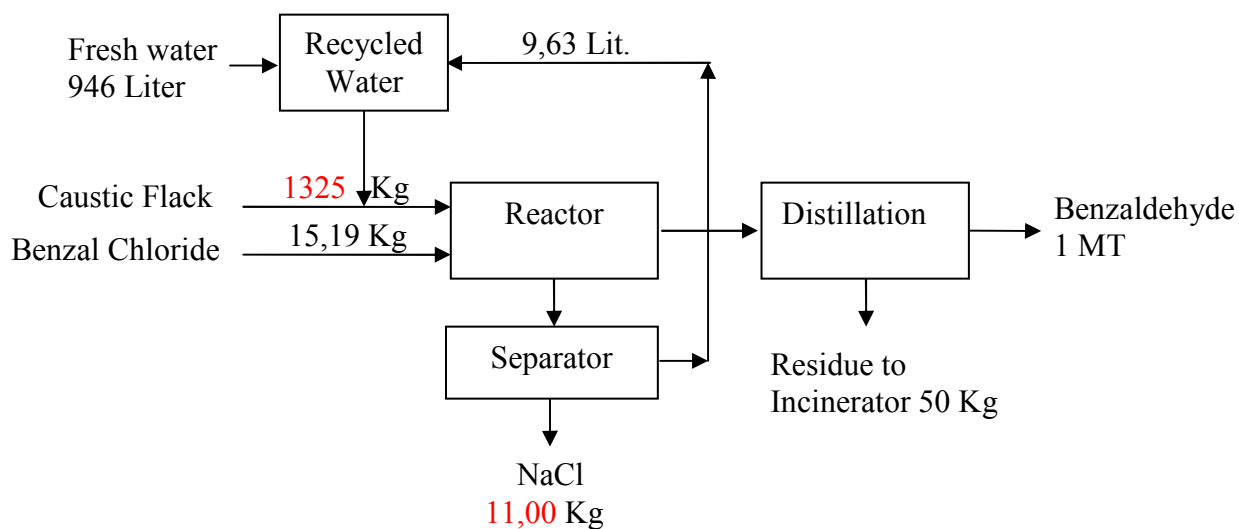 Fresh water
946 Liter
Recycled
Water
9,63 Lit.
Caustic Flack
1325 Kg
Benzal Chloride
15,19 Kg
Reactor
Distillation
Benzaldehyde
1 MT
Separator
Residue to
Incinerator 50 Kg
NaCl
11,00 Kg